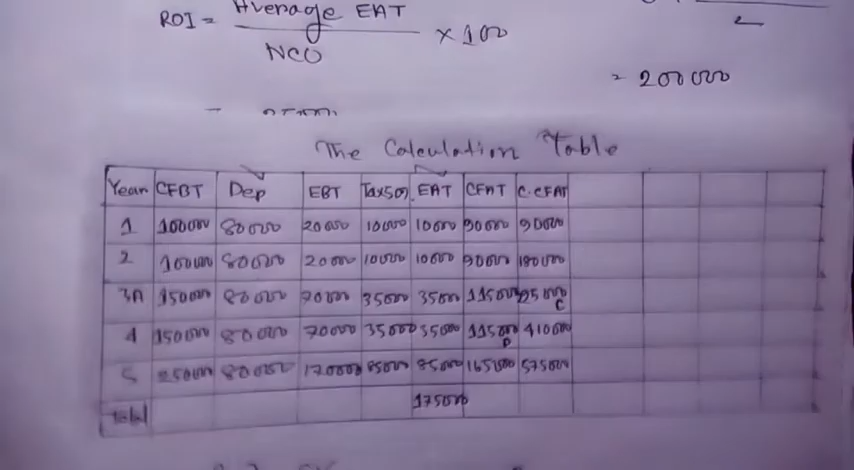 ROI = Average EAT / NCO × 100
2
= 200000
=
The Calculation Table
Year CFBT Dep EBT Tax50% EAT CFAT C.CFAT
1 100000 80000 20000 10000 10000 90000 90000
2 100000 80000 20000 10000 10000 90000 180000
3A 150000 80000 70000 35000 35000 115000 295000 C
4 150000 80000 70000 35000 35000 115000 D 410000
5 250000 80000 170000 85000 85000 165000 575000
Total 175000